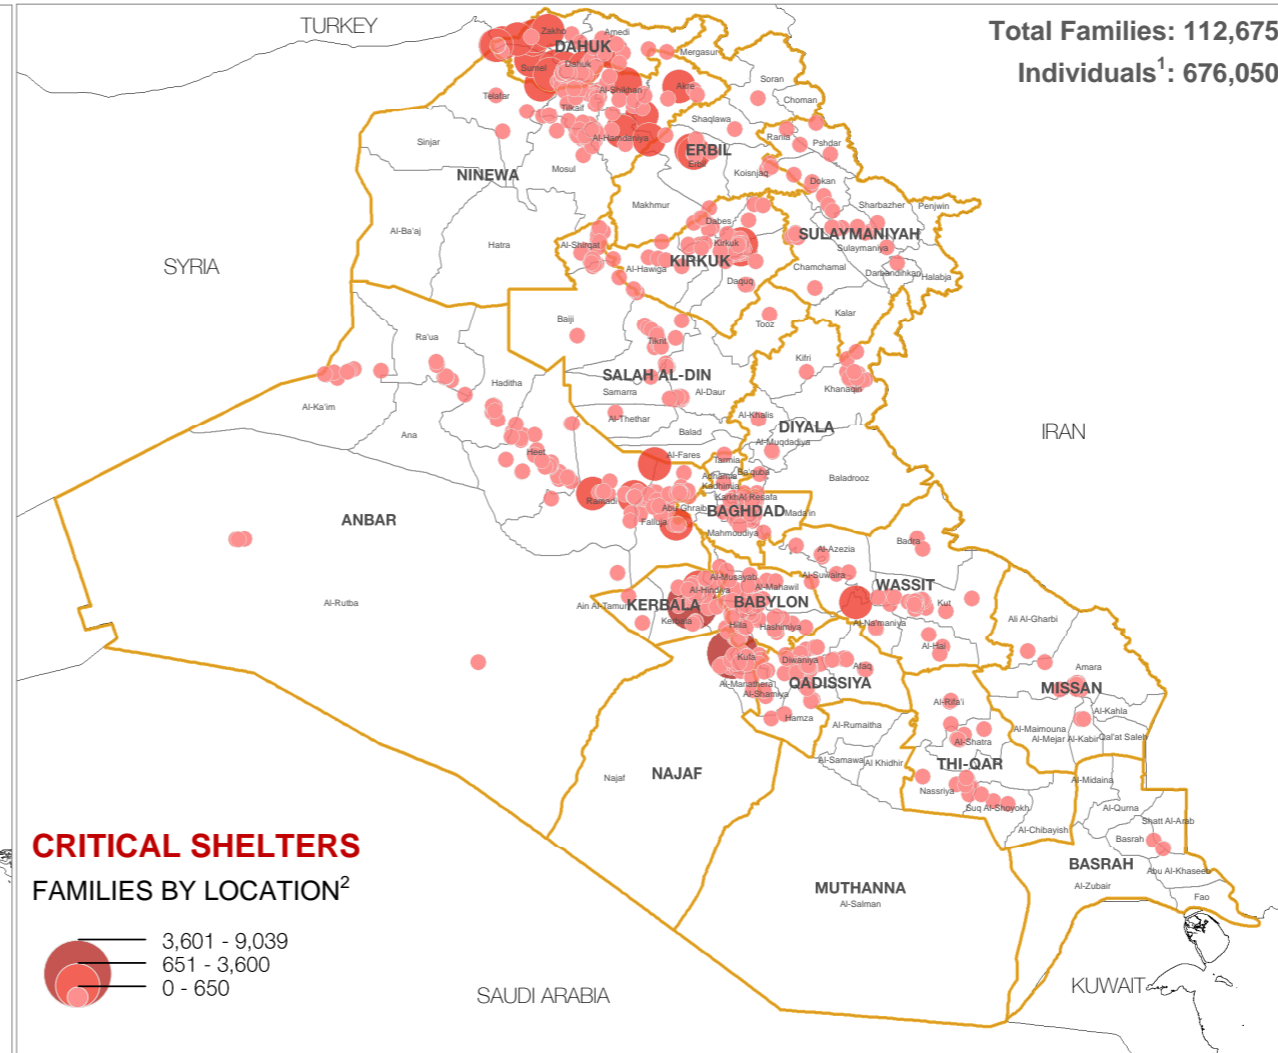 TURKEY
Total Families: 112,675
Individuals1: 676,050
Zakho
Amedi
DAHUK
Mergasur
Sumel
Dahuk
Soran
Telafar
Al-Shikhan
Akre
Choman
Tilkaif
Shaqlawa
Sinjar
Al-Hamdaniya
Rania
Pshdar
ERBIL
Erbil
Mosul
NINEWA
Koisnjaq
Dokan
Makhmur
Sharbazher
Penjwin
Al-Ba'aj
Dabes
SULAYMANIYAH
Hatra
Al-Shirqat
Kirkuk
Sulaymaniya
SYRIA
KIRKUK
Al-Hawiga
Chamchamal
Darbandihkan
Halabja
Daquq
Baiji
Tooz
Kalar
Ra'ua
Tikrit
Kifri
SALAH AL-DIN
Haditha
Samarra
Al-Daur
Khanaqin
Al-Ka'im
Al-Thethar
Al-Khalis
DIYALA
Ana
Balad
Al-Muqdadiya
IRAN
Heet
Al-Fares
Tarmia
Adhamia
Ba'quba
Baladrooz
Kadhimia
Ramadi
Karkh
Al Resafa
Abu Ghraib
BAGHDAD
Mada'in
ANBAR
Falluja
Mahmoudiya
Badra
Al-Azezia
Al-Rutba
Al-Musayab
Al-Suwaira
Al-Hindiya
Al-Mahawil
WASSIT
Ain Al-Tamur
KERBALA
BABYLON
Kut
Kerbala
Hilla
Hashimiya
Al-Na'maniya
Ali Al-Gharbi
Al-Hai
Kufa
Diwaniya
Afaq
Amara
Al-Manathera
QADISSIYA
MISSAN
Al-Shamiya
Al-Rifa'i
Hamza
Al-Rumaitha
Al-Kahla
Al-Maimouna
Al-Mejar Al-Kabir
Qal'at Saleh
Al-Shatra
Al-Samawa
Al Khidhir
THI-QAR
Najaf
NAJAF
Al-Midaina
Nassriya
Suq Al-Shoyokh
Al-Qurna
Shatt Al-Arab
Al-Chibayish
Basrah
CRITICAL SHELTERS
BASRAH
Abu Al-Khaseeb
FAMILIES BY LOCATION2
MUTHANNA
Al-Zubair
Al-Salman
Fao
3,601 - 9,039
651 - 3,600
0 - 650
SAUDI ARABIA
KUWAIT